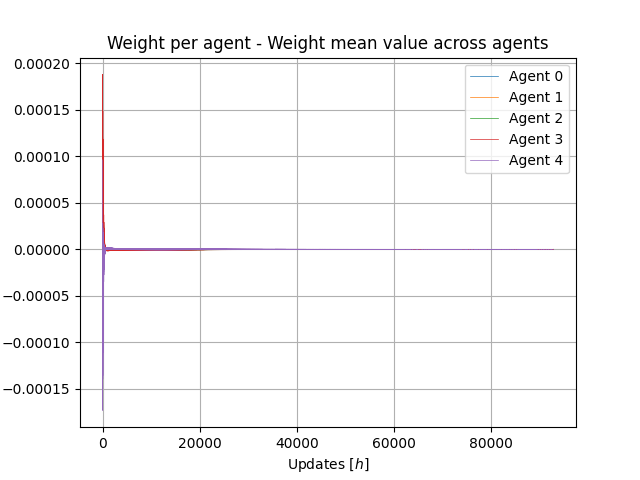 Weight per agent - Weight mean value across agents
0.00020
0.00015
0.00010
0.00005
0.00000
−0.00005
−0.00010
−0.00015
Agent 0
Agent 1
Agent 2
Agent 3
Agent 4
0 20000 40000 60000 80000
Updates [h]